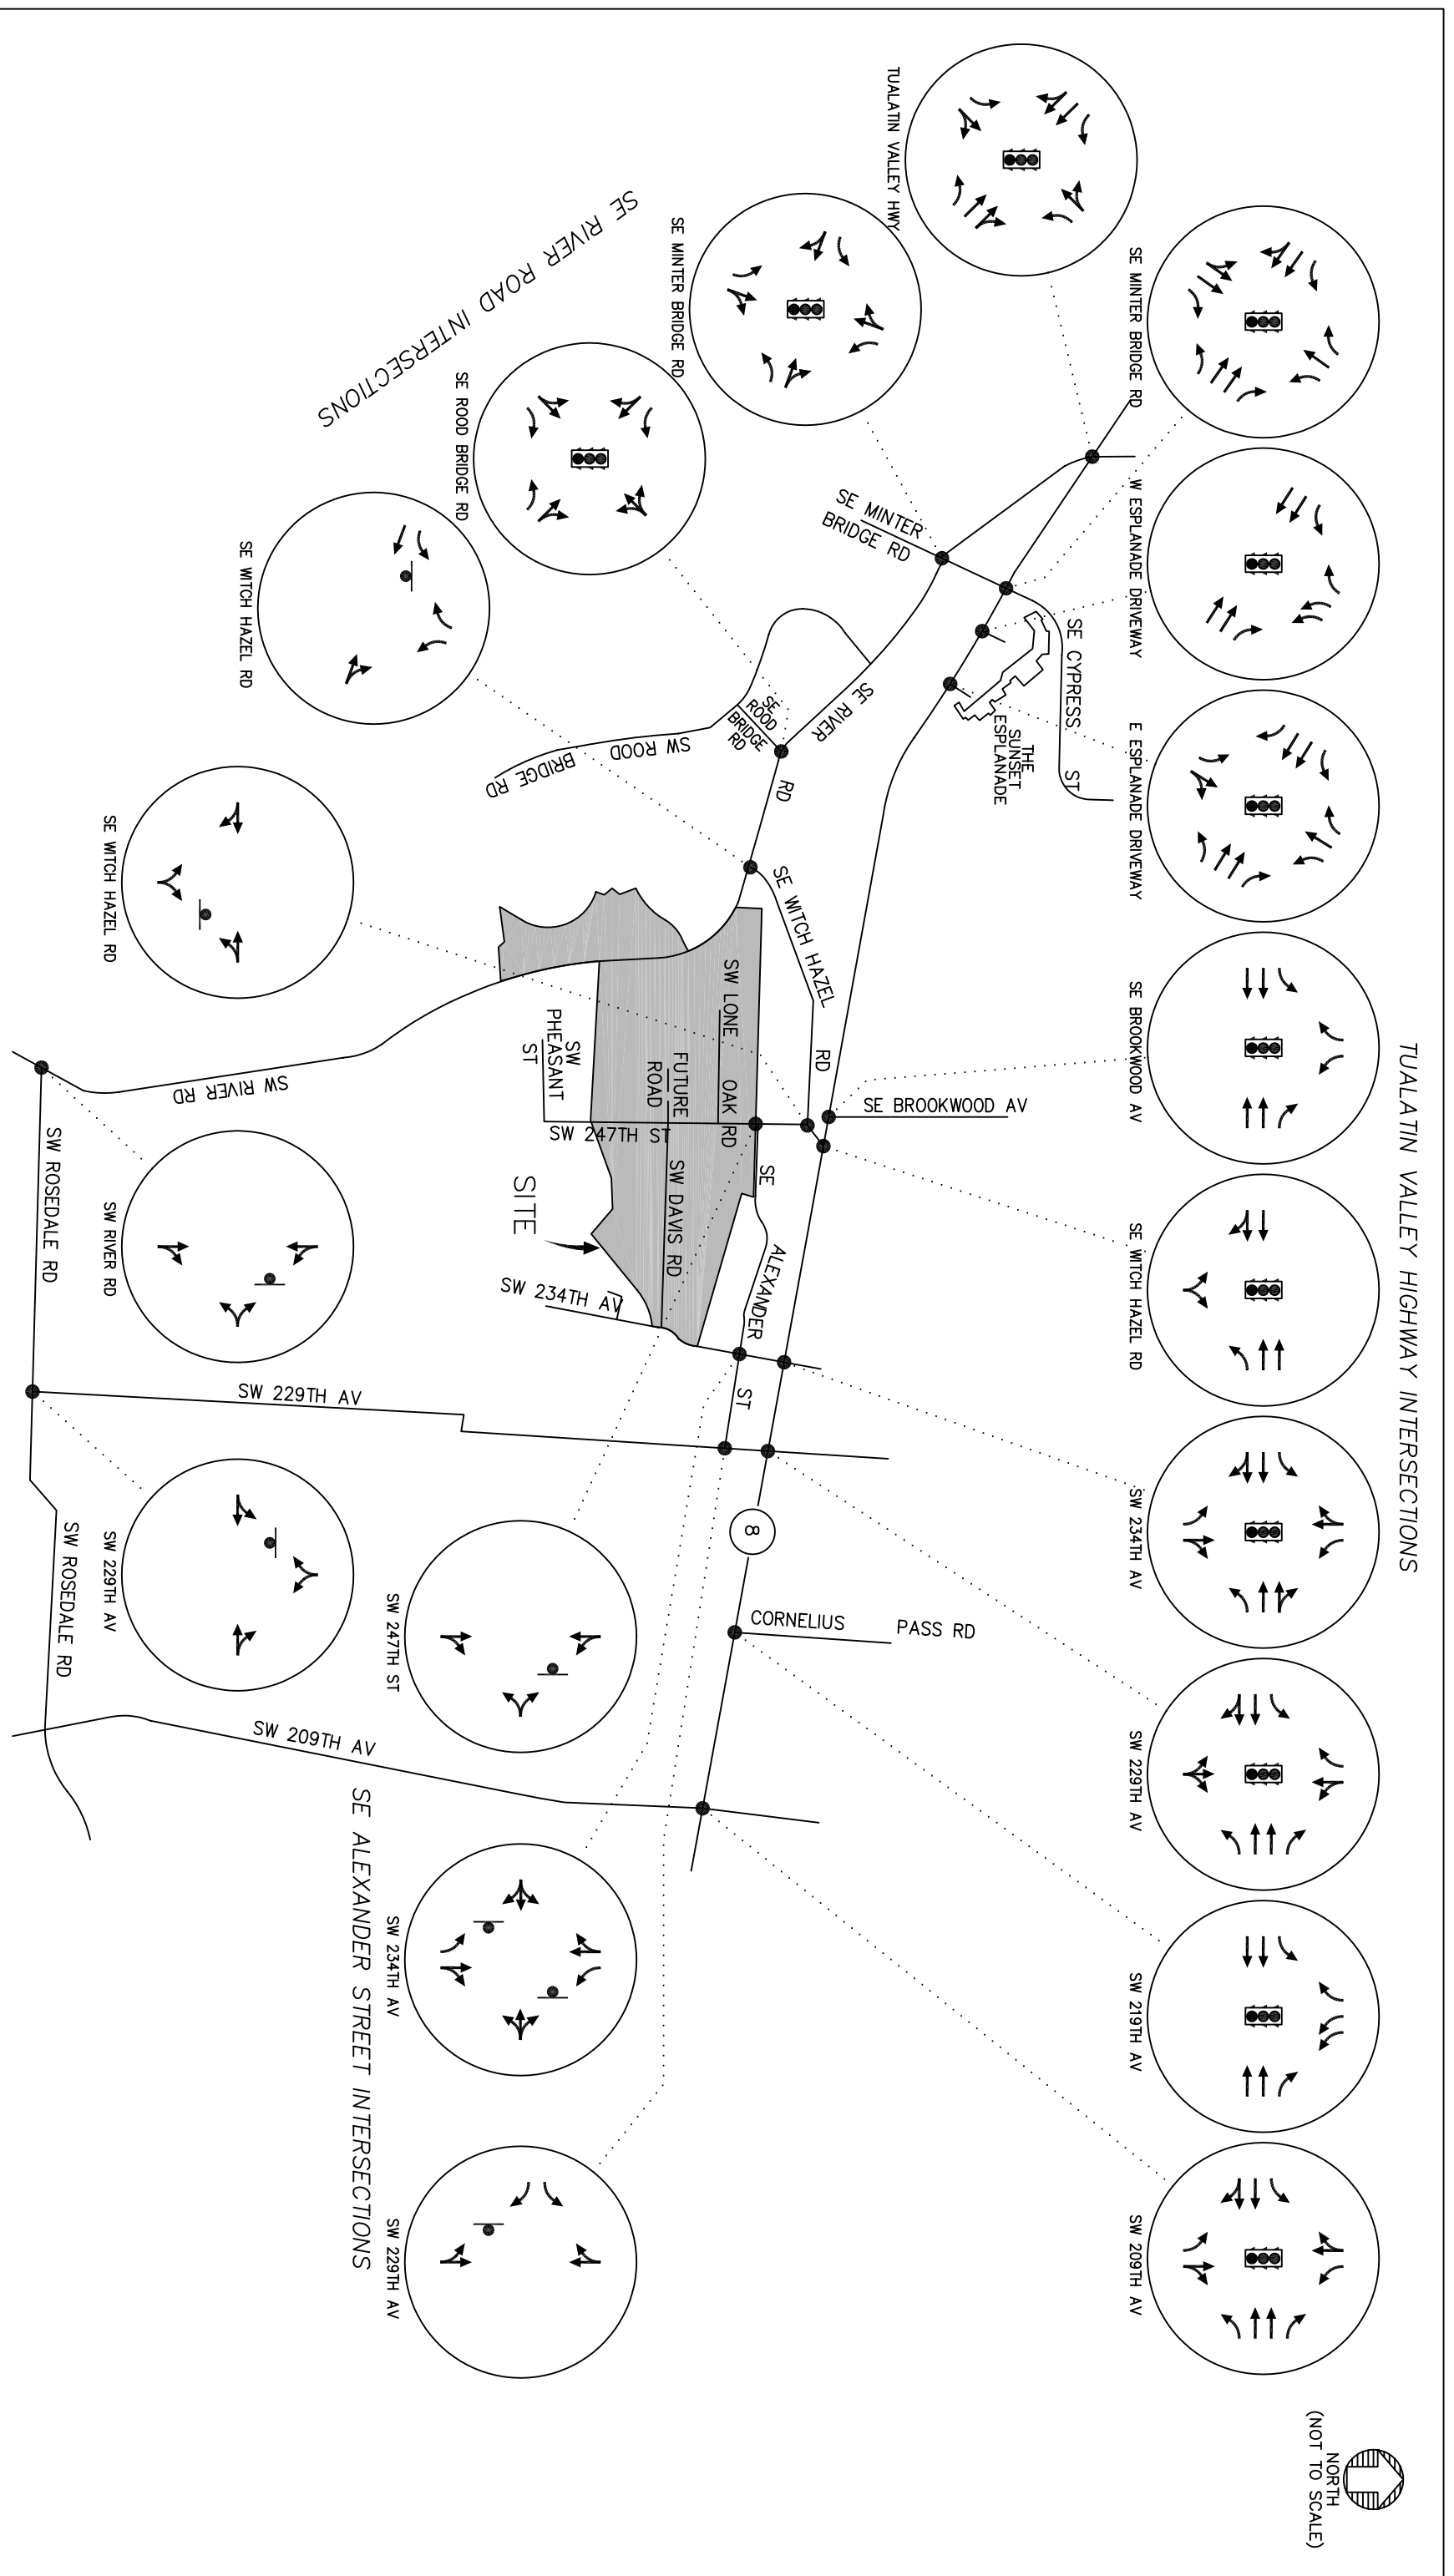 TUALATIN VALLEY HIGHWAY INTERSECTIONS
NORTH
(NOT TO SCALE)
SE MINTER BRIDGE RD
W ESPLANADE DRIVEWAY
E ESPLANADE DRIVEWAY
SE BROOKWOOD AV
SE WITCH HAZEL RD
SW 234TH AV
SW 229TH AV
SW 219TH AV
SW 209TH AV
TUALATIN VALLEY HWY
SE MINTER BRIDGE RD
SE ROOD BRIDGE RD
SE WITCH HAZEL RD
SE RIVER ROAD INTERSECTIONS
SE CYPRESS
ST
THE
SUNSET
ESPLANADE
SE MINTER
BRIDGE RD
SE RIVER
RD
SE
ROOD
BRIDGE
RD
SW ROOD
BRIDGE RD
SE WITCH HAZEL
RD
SE BROOKWOOD AV
SW LONE
OAK RD
FUTURE
ROAD
SW
PHEASANT
ST
SW 247TH ST
SW DAVIS RD
SE
ALEXANDER
ST
SITE
SW 234TH AV
8
CORNELIUS
PASS RD
SW RIVER RD
SW 229TH AV
SW ROSEDALE RD
SW ROSEDALE RD
SW 209TH AV
SE WITCH HAZEL RD
SW RIVER RD
SW 229TH AV
SW 247TH ST
SW 234TH AV
SW 229TH AV
SE ALEXANDER STREET INTERSECTIONS